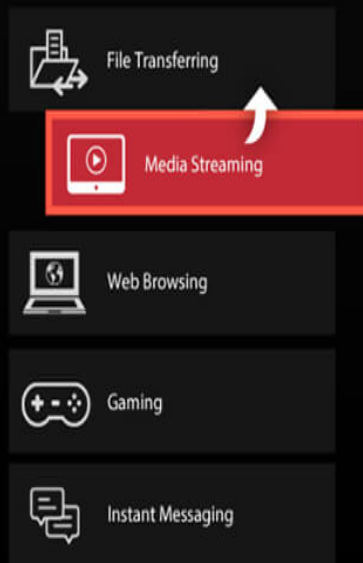 File Transferring
Media Streaming
Web Browsing
Gaming
Instant Messaging